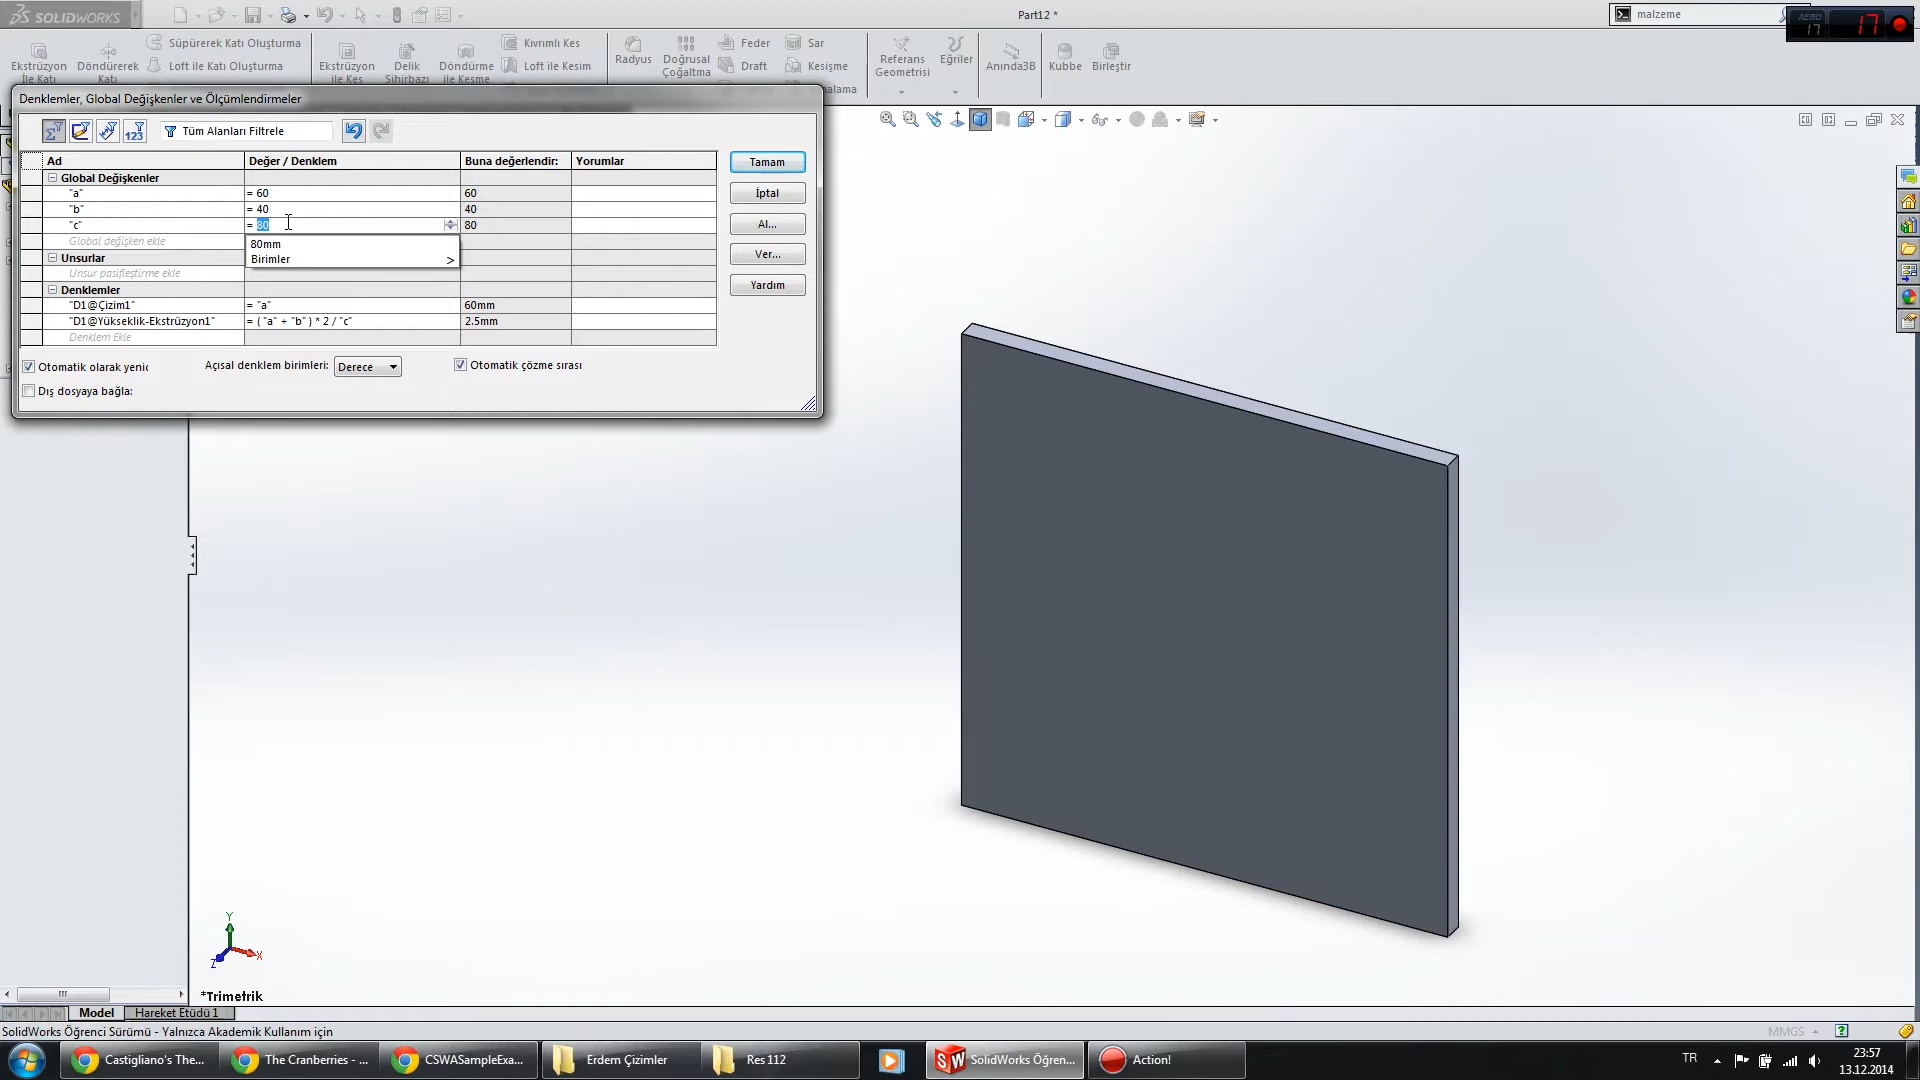 SOLIDWORKS
Part12 *
malzeme
AERO
17
17
Ekstrüzyon
İle Katı
Döndürerek
Katı
Süpürerek Katı Oluşturma
Loft ile Katı Oluşturma
Ekstrüzyon
ile Kes
Delik
Sihirbazı
Döndürme
ile Kesme
Kıvrımlı Kes
Loft ile Kesim
Radyus
Doğrusal
Çoğaltma
Feder
Draft
Sar
Kesişme
Referans
Geometrisi
Eğriler
Anında3B
Kubbe
Birleştir
Denklemler, Global Değişkenler ve Ölçümlendirmeler
Tüm Alanları Filtrele
Ad Değer / Denklem Buna değerlendir: Yorumlar
Global Değişkenler
"a" = 60 60
"b" = 40 40
"c" = 80 80
Global değişken ekle
80mm
Birimler >
Unsurlar
Unsur pasifleştirme ekle
Denklemler
"D1@Çizim1" = "a" 60mm
"D1@Yükseklik-Ekstrüzyon1" = ( "a" + "b" ) * 2 / "c" 2.5mm
Denklem Ekle
Tamam
İptal
Al...
Ver...
Yardım
Otomatik olarak yenic
Açısal denklem birimleri: Derece
Otomatik çözme sırası
Dış dosyaya bağla:
Y
X
Z
*Trimetrik
Model Hareket Etüdü 1
SolidWorks Öğrenci Sürümü - Yalnızca Akademik Kullanım için
MMGS
Castigliano's The...
The Cranberries - ...
CSWASampleExa...
Erdem Çizimler
Res 112
SolidWorks Öğren...
Action!
TR
23:57
13.12.2014